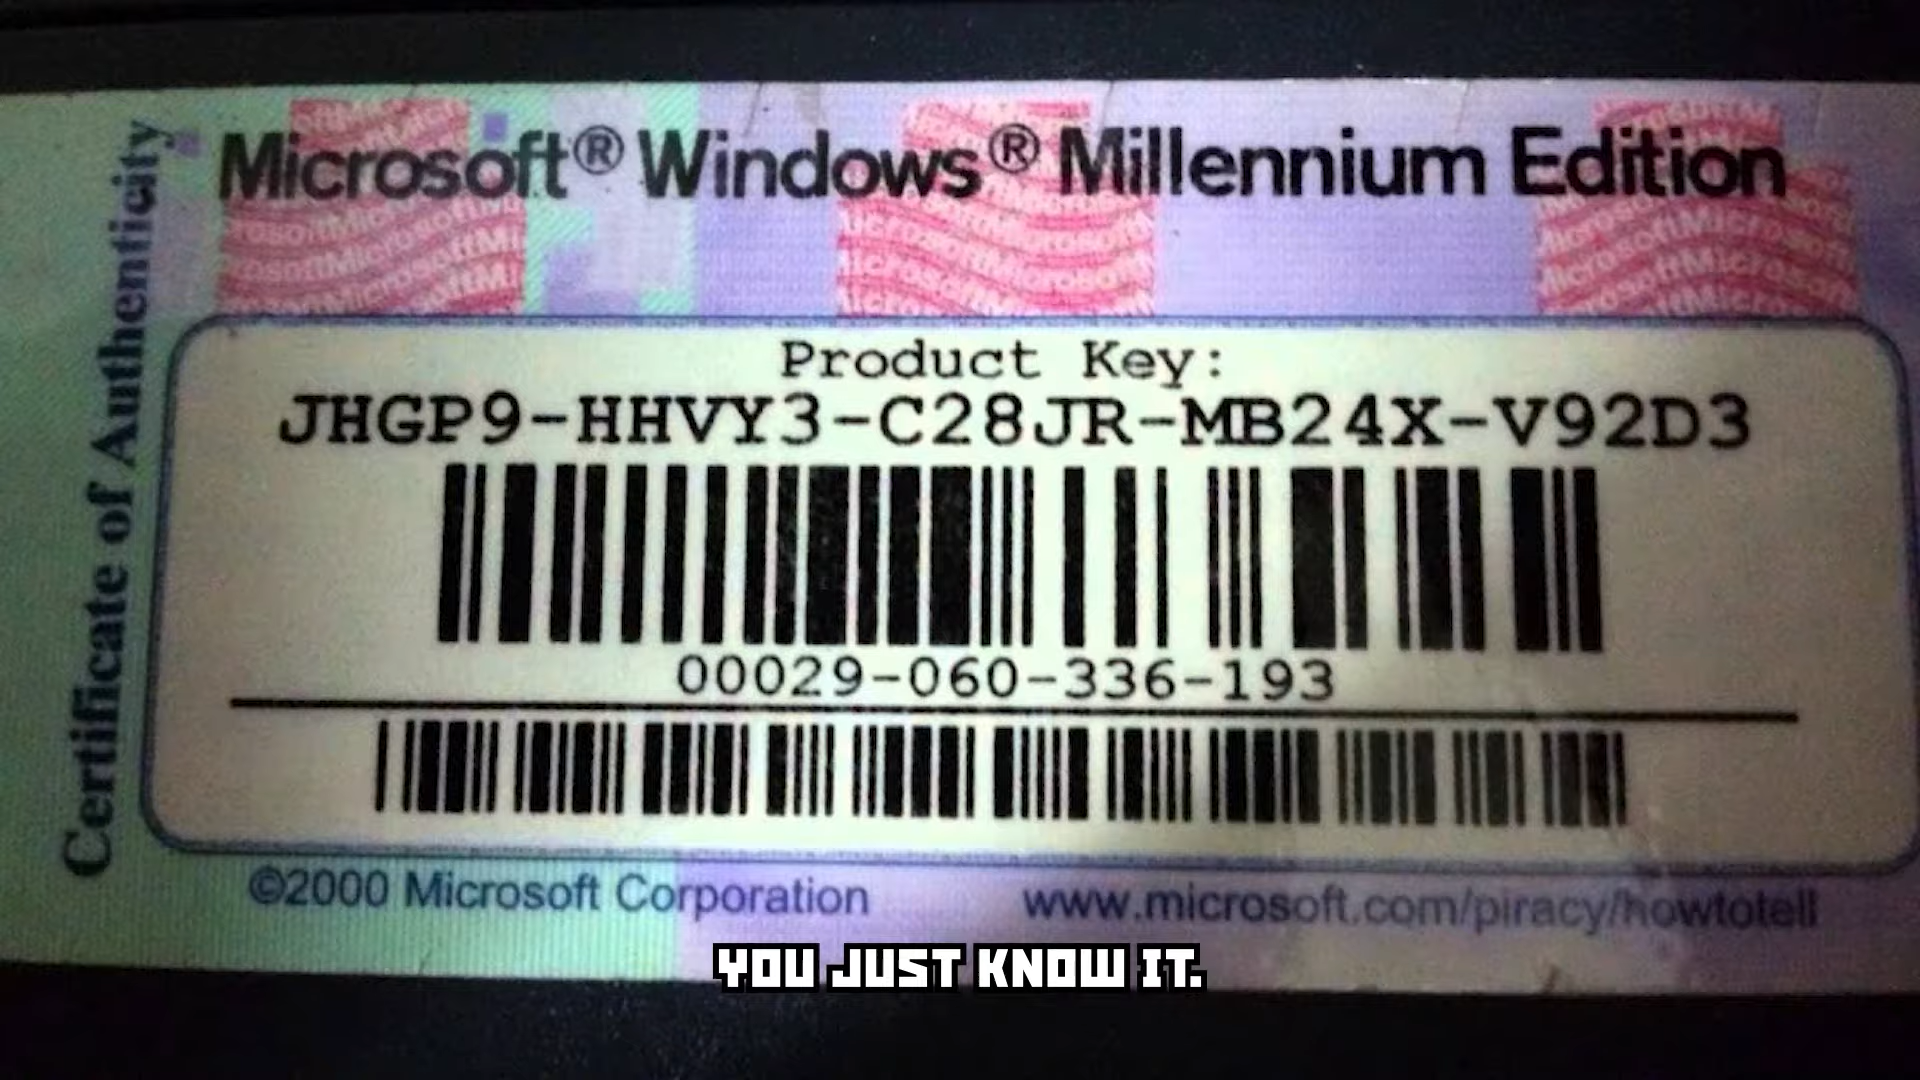 Certificate of Authenticity
Microsoft® Windows® Millennium Edition
Product Key:
JHGP9-HHVY3-C28JR-MB24X-V92D3
00029-060-336-193
©2000 Microsoft Corporation www.microsoft.com/piracy/howtotell
YOU JUST KNOW IT.